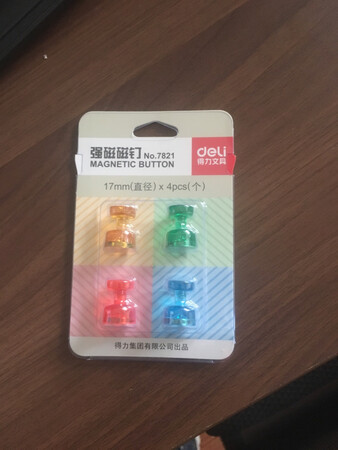 强磁磁钉 No.7821
MAGNETIC BUTTON
deli
得力文具
17mm(直径) x 4pcs(个)
得力集团有限公司出品